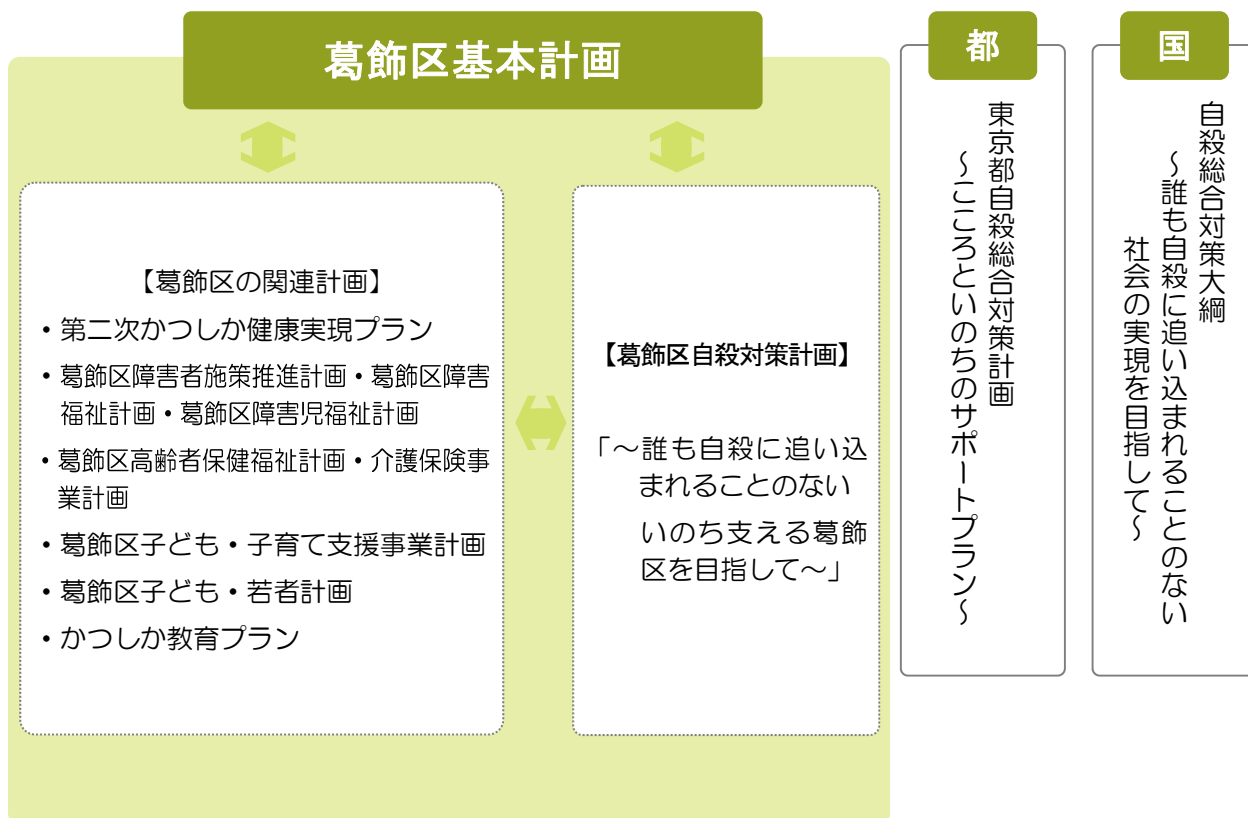 葛飾区基本計画
【葛飾区の関連計画】
・第二次かつしか健康実現プラン
・葛飾区障害者施策推進計画・葛飾区障害
福祉計画・葛飾区障害児福祉計画
・葛飾区高齢者保健福祉計画・介護保険事
業計画
・葛飾区子ども・子育て支援事業計画
・葛飾区子ども・若者計画
・かつしか教育プラン
【葛飾区自殺対策計画】
「～誰も自殺に追い込
まれることのない
いのち支える葛飾
区を目指して～」
都
東京都自殺総合対策計画
～こころといのちのサポートプラン～
国
自殺総合対策大綱
～誰も自殺に追い込まれることのない
社会の実現を目指して～